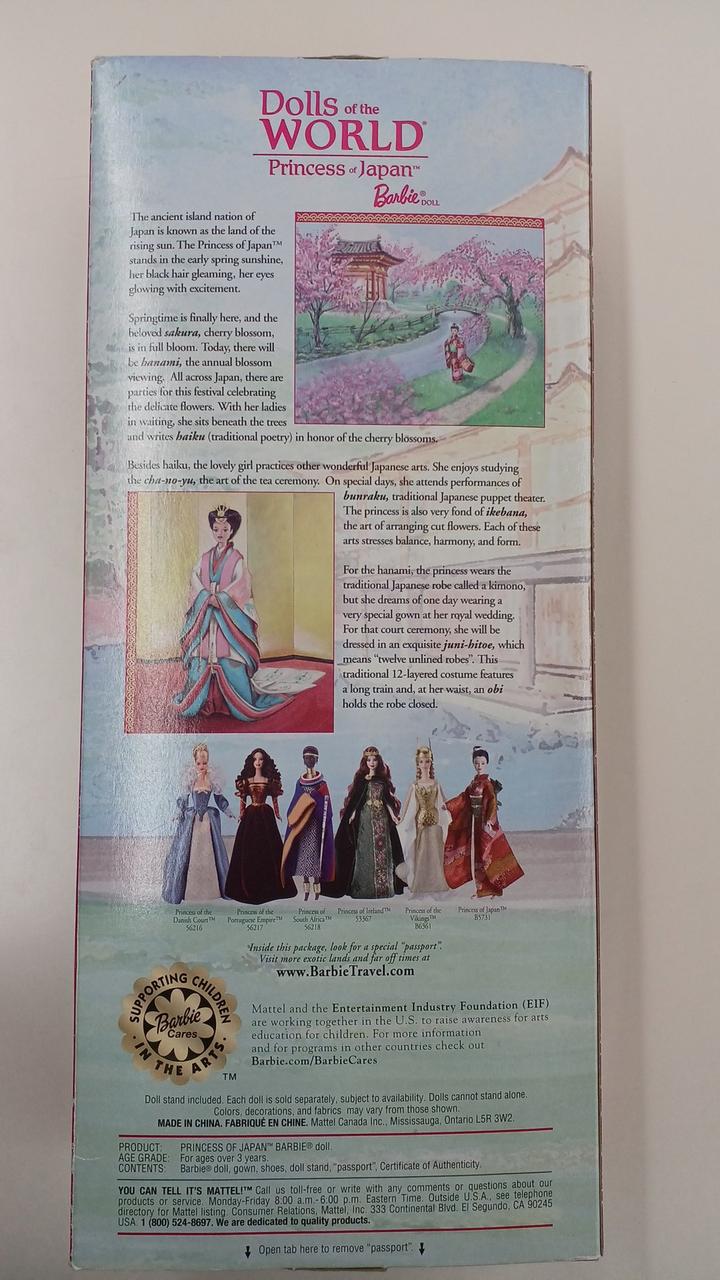 Dolls of the
WORLD®
Princess of Japan™
Barbie® DOLL
The ancient island nation of
Japan is known as the land of the
rising sun. The Princess of Japan™
stands in the early spring sunshine,
her black hair gleaming, her eyes
glowing with excitement.
Springtime is finally here, and the
beloved sakura, cherry blossom,
is in full bloom. Today, there will
be hanami, the annual blossom
viewing. All across Japan, there are
parties for this festival celebrating
the delicate flowers. With her ladies
in waiting, she sits beneath the trees
and writes haiku (traditional poetry) in honor of the cherry blossoms.
Besides haiku, the lovely girl practices other wonderful Japanese arts. She enjoys studying
the cha-no-yu, the art of the tea ceremony. On special days, she attends performances of
bunraku, traditional Japanese puppet theater.
The princess is also very fond of ikebana,
the art of arranging cut flowers. Each of these
arts stresses balance, harmony, and form.
For the hanami, the princess wears the
traditional Japanese robe called a kimono,
but she dreams of one day wearing a
very special gown at her royal wedding.
For that court ceremony, she will be
dressed in an exquisite juni-hitoe, which
means "twelve unlined robes". This
traditional 12-layered costume features
a long train and, at her waist, an obi
holds the robe closed.
Princess of the
Danish Court™
56216
Princess of the
Portuguese Empire™
56217
Princess of
South Africa™
56218
Princess of Ireland™
53367
Princess of the
Vikings™
B6361
Princess of Japan™
B5731
Inside this package, look for a special "passport".
Visit more exotic lands and far off times at
www.BarbieTravel.com
SUPPORTING CHILDREN
Barbie
Cares
• IN THE ARTS •
TM
Mattel and the Entertainment Industry Foundation (EIF)
are working together in the U.S. to raise awareness for arts
education for children. For more information
and for programs in other countries check out
Barbie.com/BarbieCares
Doll stand included. Each doll is sold separately, subject to availability. Dolls cannot stand alone.
Colors, decorations, and fabrics may vary from those shown.
MADE IN CHINA. FABRIQUÉ EN CHINE. Mattel Canada Inc., Mississauga, Ontario L5R 3W2.
PRODUCT: PRINCESS OF JAPAN™ BARBIE® doll.
AGE GRADE: For ages over 3 years.
CONTENTS: Barbie® doll, gown, shoes, doll stand, "passport", Certificate of Authenticity.
YOU CAN TELL IT'S MATTEL!™ Call us toll-free or write with any comments or questions about our
products or service. Monday-Friday 8:00 a.m.-6:00 p.m. Eastern Time. Outside U.S.A., see telephone
directory for Mattel listing. Consumer Relations, Mattel, Inc. 333 Continental Blvd. El Segundo, CA 90245
USA. 1 (800) 524-8697. We are dedicated to quality products.
Open tab here to remove "passport".